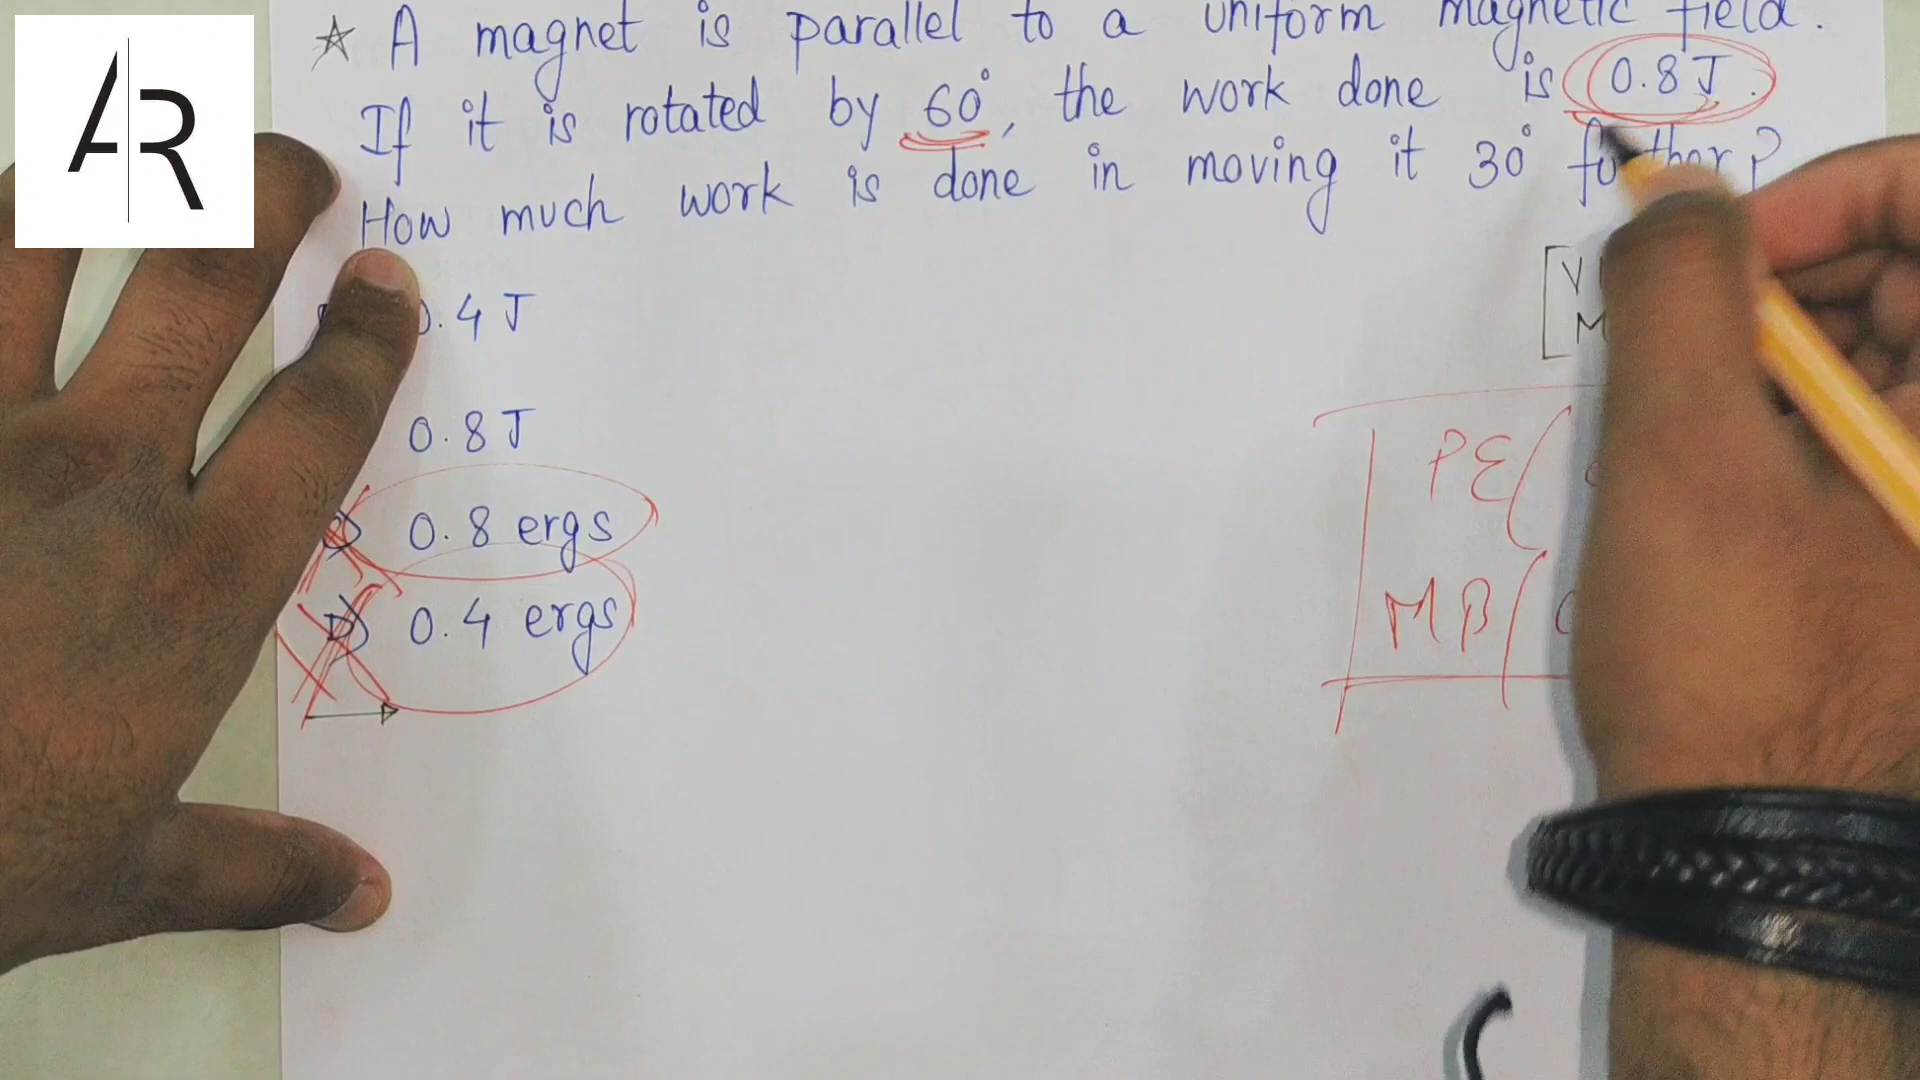 AR
☆ A magnet is parallel to a uniform magnetic field.
If it is rotated by 60°, the work done is 0.8 J.
How much work is done in moving it 30° further?
0.4 J
0.8 J
0.8 ergs
D) 0.4 ergs
PE(
MB(